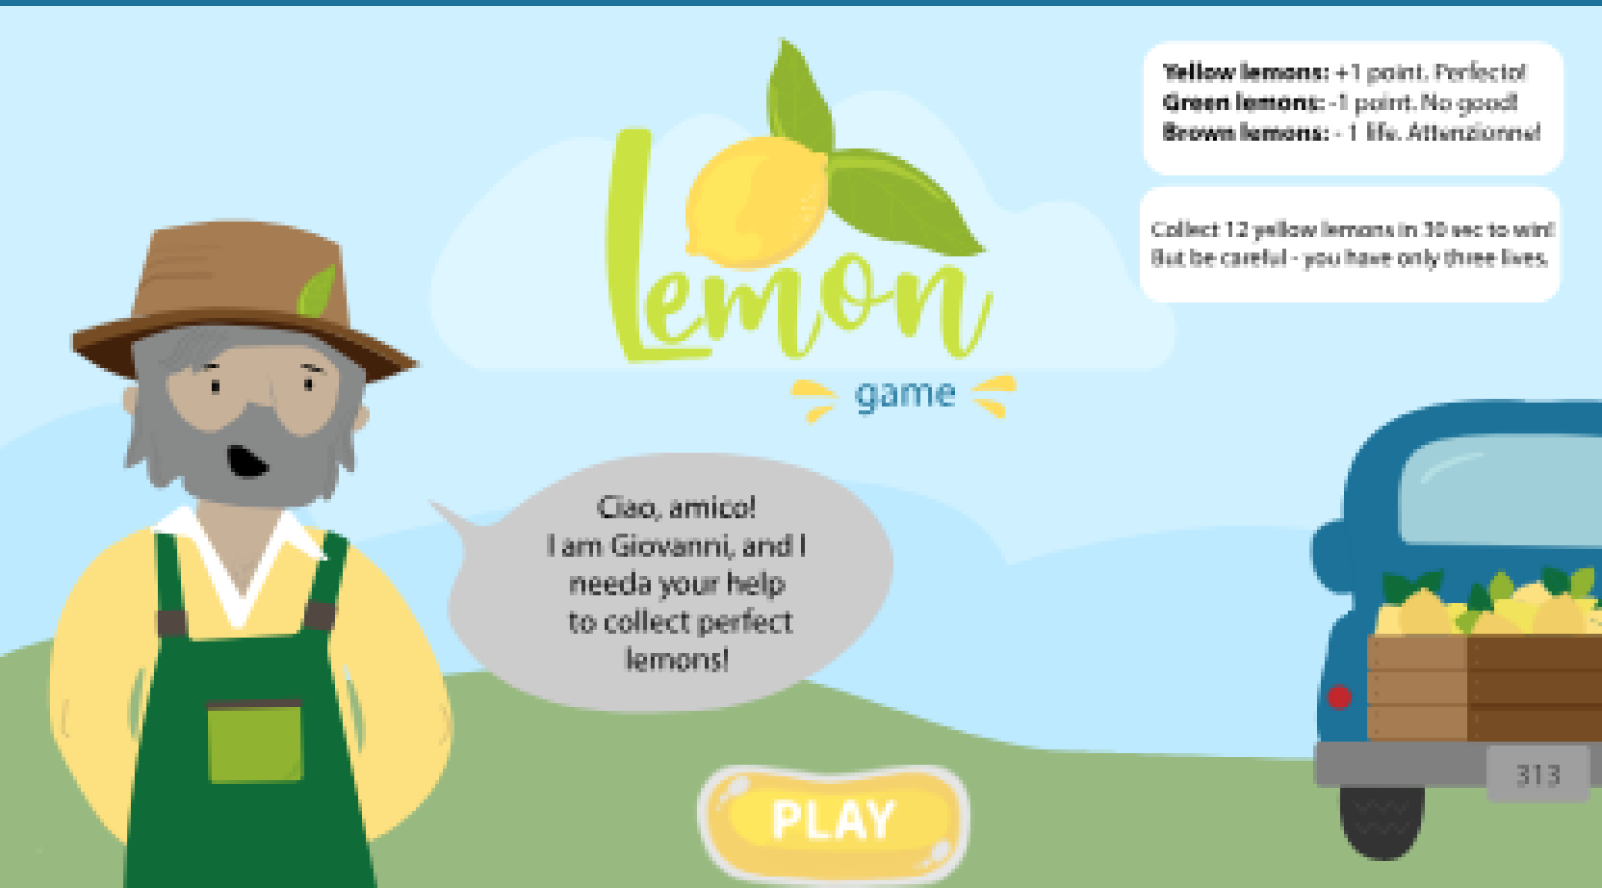 Lemon
game
Yellow lemons: +1 point. Perfecto!
Green lemons: -1 point. No good!
Brown lemons: - 1 life. Attenzionne!
Collect 12 yellow lemons in 30 sec to win!
But be careful - you have only three lives.
Ciao, amico!
I am Giovanni, and I
needa your help
to collect perfect
lemons!
313
PLAY